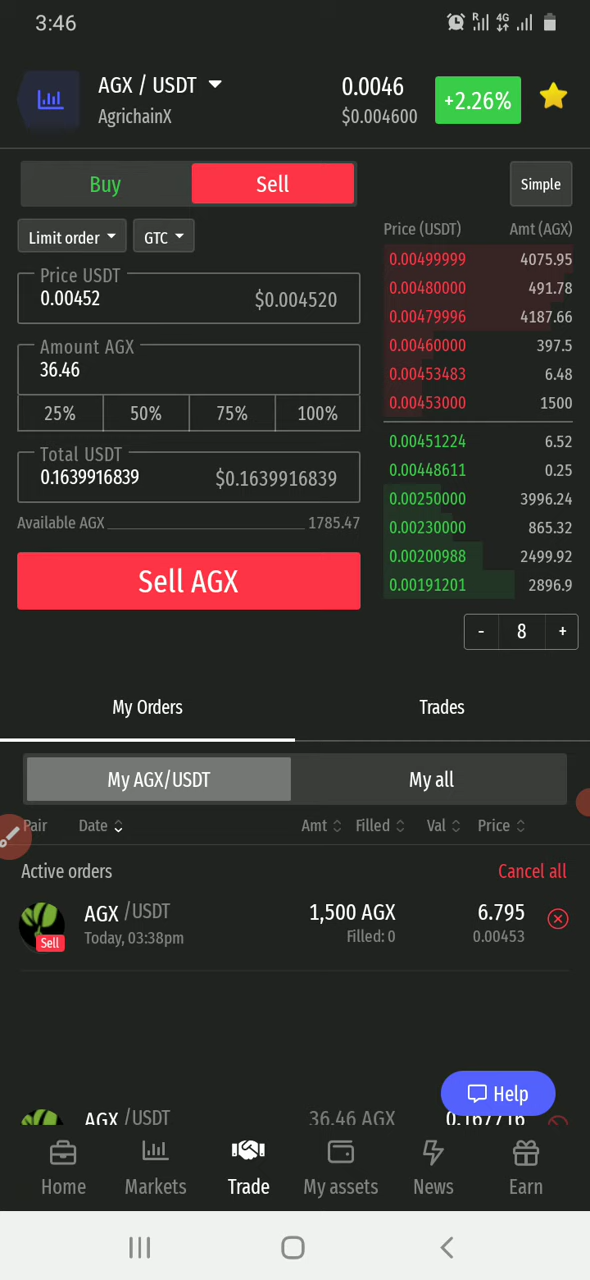 3:46
R 4G
AGX / USDT 0.0046 +2.26%
AgrichainX $0.004600
Buy Sell Simple
Limit order GTC
Price (USDT) Amt (AGX)
Price USDT
0.00452 $0.004520
Amount AGX
36.46
25% 50% 75% 100%
Total USDT
0.1639916839 $0.1639916839
Available AGX 1785.47
Sell AGX
0.00499999 4075.95
0.00480000 491.78
0.00479996 4187.66
0.00460000 397.5
0.00453483 6.48
0.00453000 1500
0.00451224 6.52
0.00448611 0.25
0.00250000 3996.24
0.00230000 865.32
0.00200988 2499.92
0.00191201 2896.9
- 8 +
My Orders Trades
My AGX/USDT My all
Pair Date Amt Filled Val Price
Active orders Cancel all
AGX /USDT 1,500 AGX 6.795
Sell Today, 03:38pm Filled: 0 0.00453
Help
AGX /USDT 36.46 AGX 0.167716
Home Markets Trade My assets News Earn